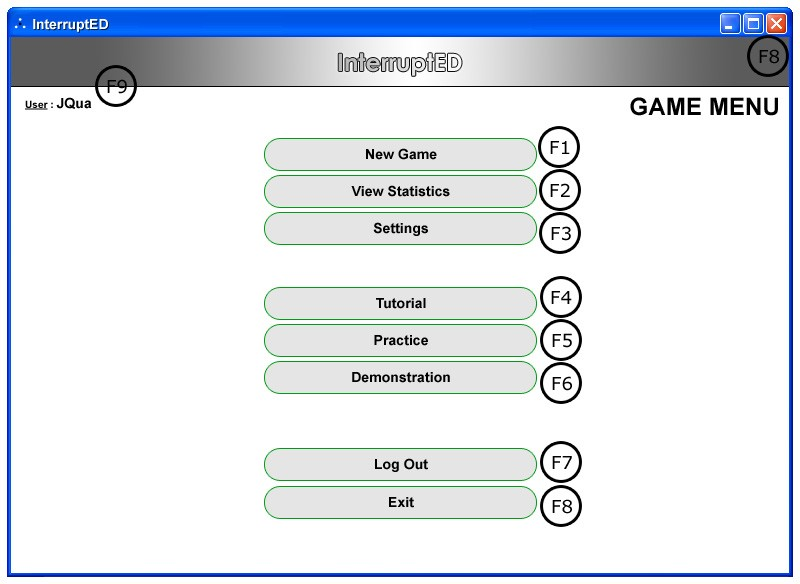 InterruptED
InterruptED
F8
F9
User : JQua
GAME MENU
New Game F1
View Statistics F2
Settings F3
Tutorial F4
Practice F5
Demonstration F6
Log Out F7
Exit F8